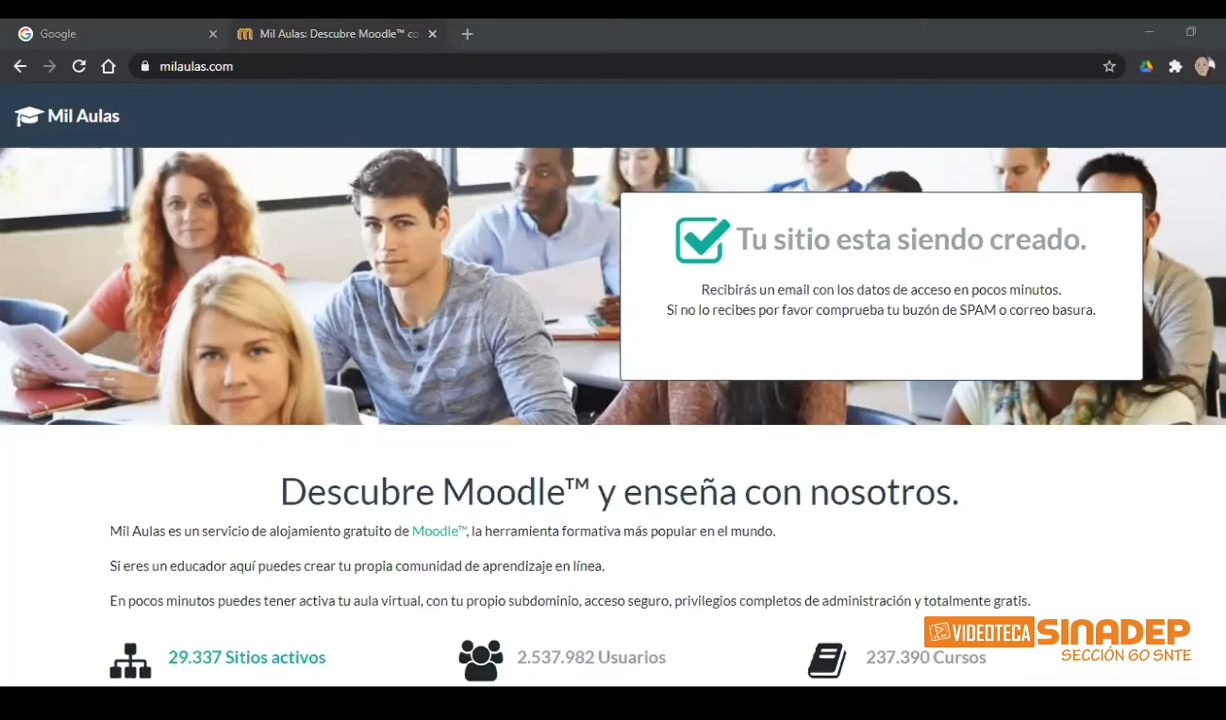 Google
Mil Aulas: Descubre Moodle™ co
milaulas.com
Mil Aulas
Tu sitio esta siendo creado.
Recibirás un email con los datos de acceso en pocos minutos.
Si no lo recibes por favor comprueba tu buzón de SPAM o correo basura.
Descubre Moodle™ y enseña con nosotros.
Mil Aulas es un servicio de alojamiento gratuito de Moodle™, la herramienta formativa más popular en el mundo.
Si eres un educador aquí puedes crear tu propia comunidad de aprendizaje en línea.
En pocos minutos puedes tener activa tu aula virtual, con tu propio subdominio, acceso seguro, privilegios completos de administración y totalmente gratis.
29.337 Sitios activos
2.537.982 Usuarios
237.390 Cursos
VIDEOTECA SINADEP
SECCIÓN 60 SNTE